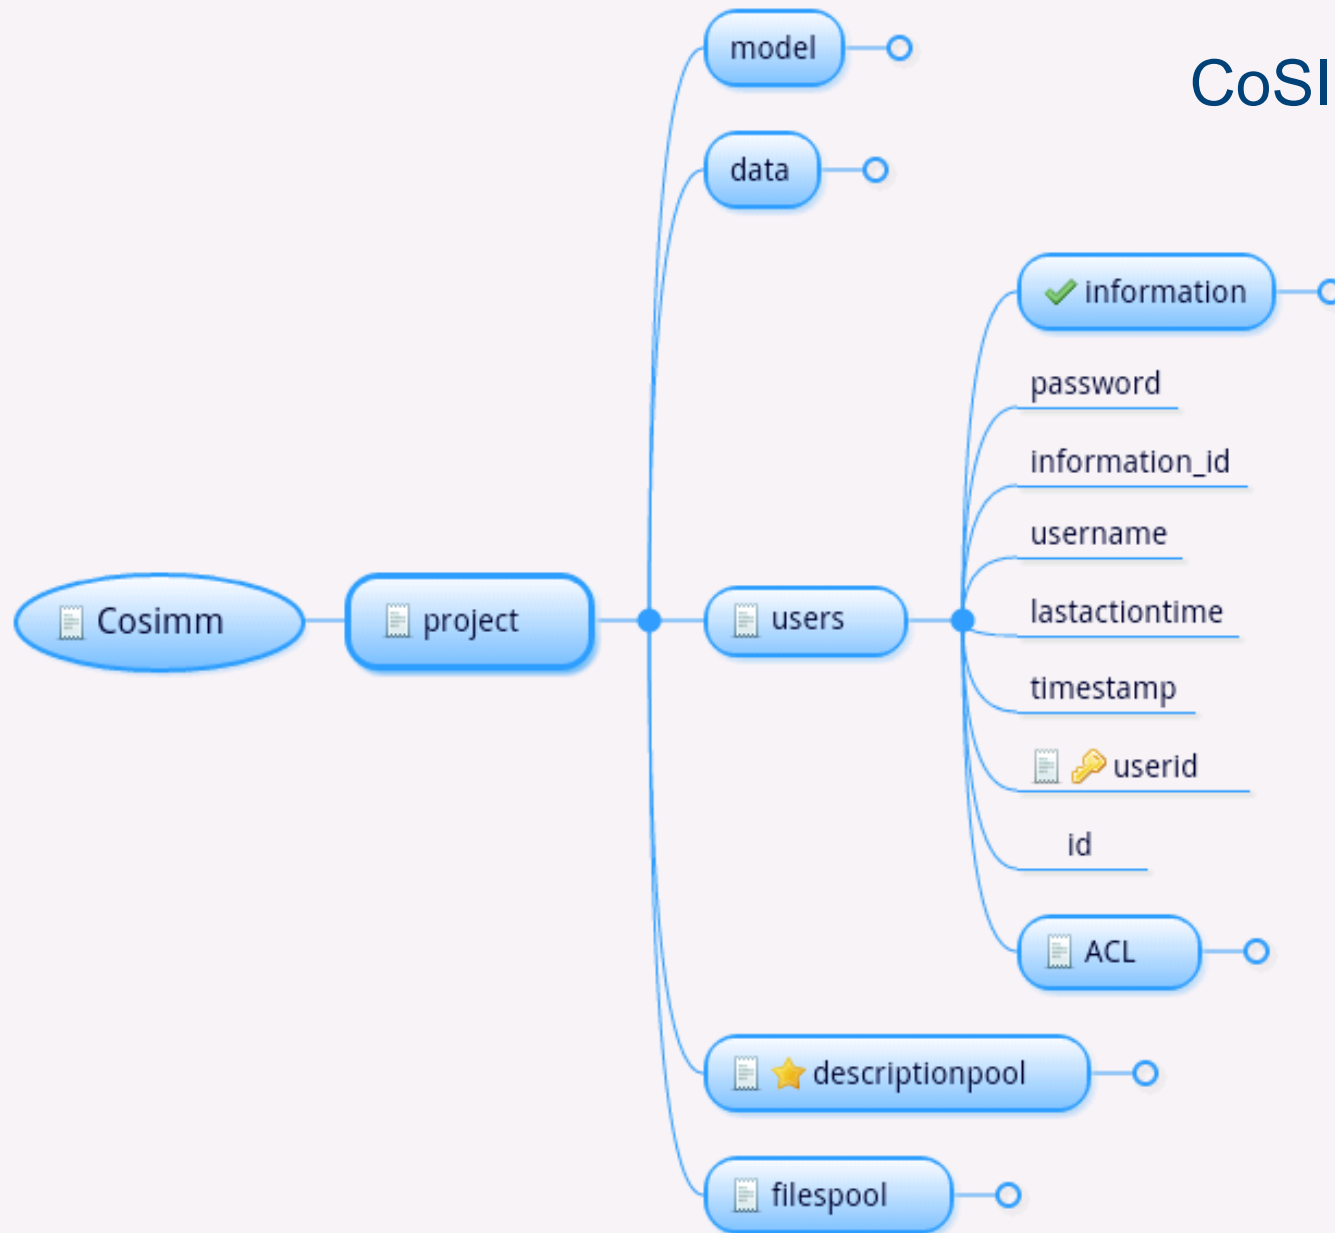 CoSI
model
data
Cosimm
project
users
information
password
information_id
username
lastactiontime
timestamp
userid
id
ACL
descriptionpool
filespool